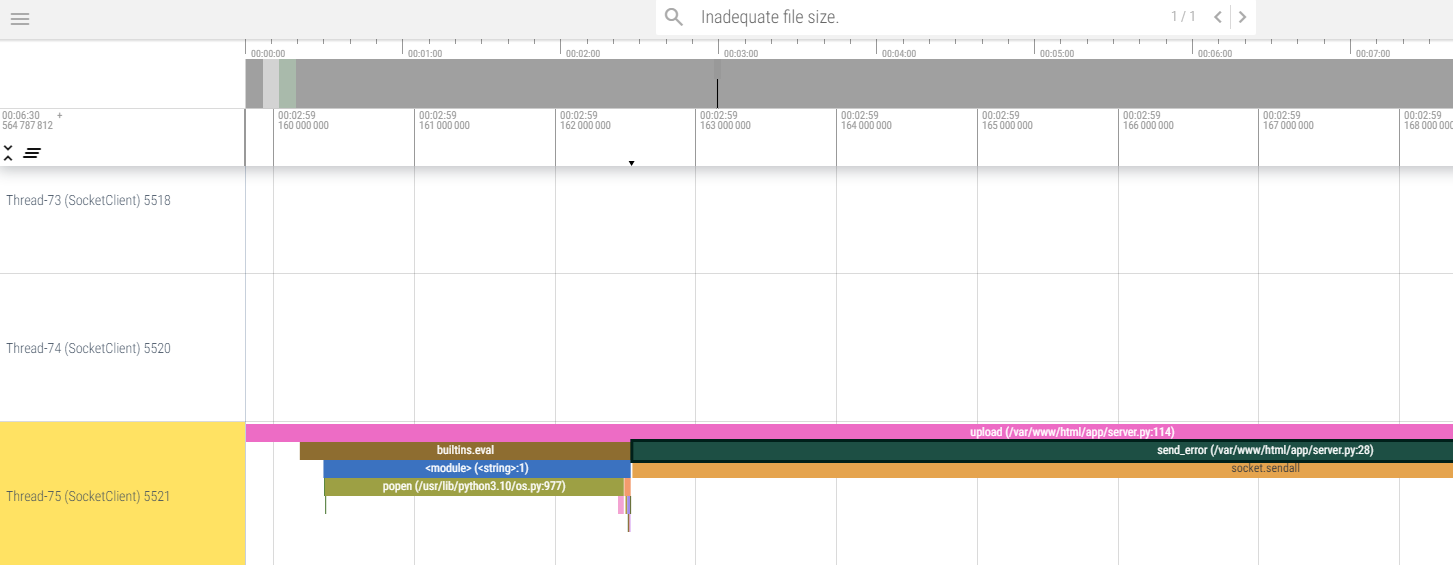 Inadequate file size.
1 / 1
00:00:00 00:01:00 00:02:00 00:03:00 00:04:00 00:05:00 00:06:00 00:07:00
00:06:30 +
564 787 812
00:02:59 00:02:59 00:02:59 00:02:59 00:02:59 00:02:59 00:02:59 00:02:59 00:02:59
160 000 000 161 000 000 162 000 000 163 000 000 164 000 000 165 000 000 166 000 000 167 000 000 168 000 000
Thread-73 (SocketClient) 5518
Thread-74 (SocketClient) 5520
upload (/var/www/html/app/server.py:114)
builtins.eval
send_error (/var/www/html/app/server.py:28)
<module> (<string>:1)
socket.sendall
popen (/usr/lib/python3.10/os.py:977)
Thread-75 (SocketClient) 5521